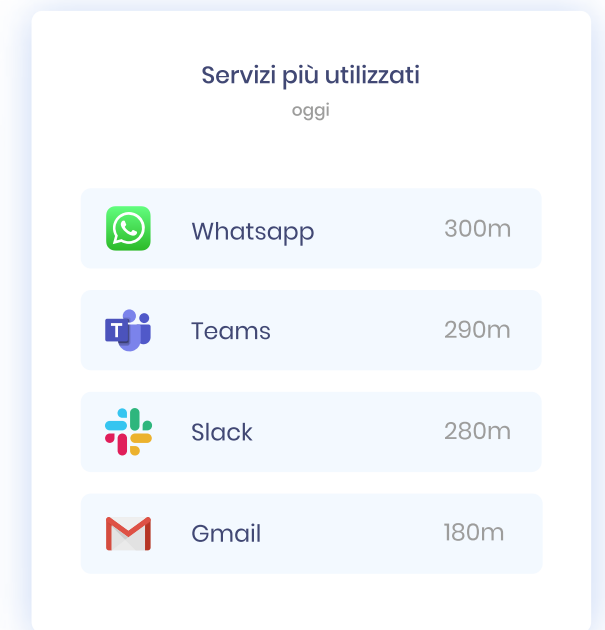 Servizi più utilizzati
oggi
Whatsapp 300m
Teams 290m
Slack 280m
Gmail 180m